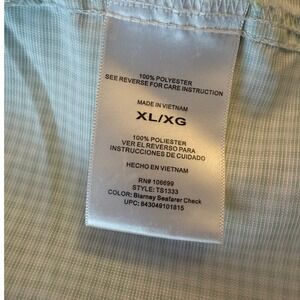 100% POLYESTER
SEE REVERSE FOR CARE INSTRUCTION
MADE IN VIETNAM
XL/XG
100% POLIESTER
VER EL REVERSO PARA
INSTRUCCIONES DE CUIDADO
HECHO EN VIETNAM
RN# 106699
STYLE: TS1333
COLOR: Blarney Seafarer Check
UPC: 843049101815